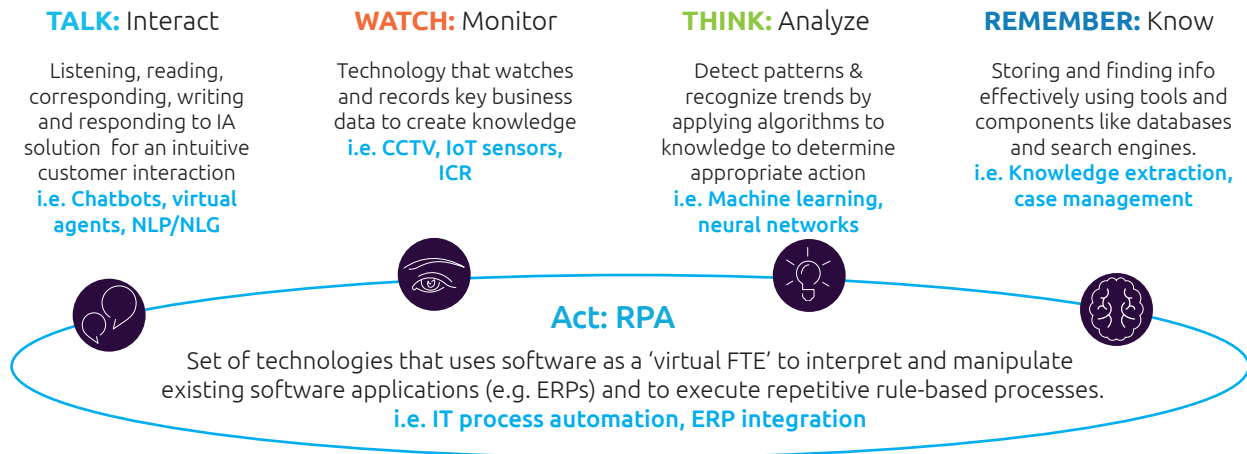 TALK: Interact
Listening, reading,
corresponding, writing
and responding to IA
solution for an intuitive
customer interaction
i.e. Chatbots, virtual
agents, NLP/NLG
WATCH: Monitor
Technology that watches
and records key business
data to create knowledge
i.e. CCTV, IoT sensors,
ICR
THINK: Analyze
Detect patterns &
recognize trends by
applying algorithms to
knowledge to determine
appropriate action
i.e. Machine learning,
neural networks
REMEMBER: Know
Storing and finding info
effectively using tools and
components like databases
and search engines.
i.e. Knowledge extraction,
case management
Act: RPA
Set of technologies that uses software as a ‘virtual FTE’ to interpret and manipulate
existing software applications (e.g. ERPs) and to execute repetitive rule-based processes.
i.e. IT process automation, ERP integration